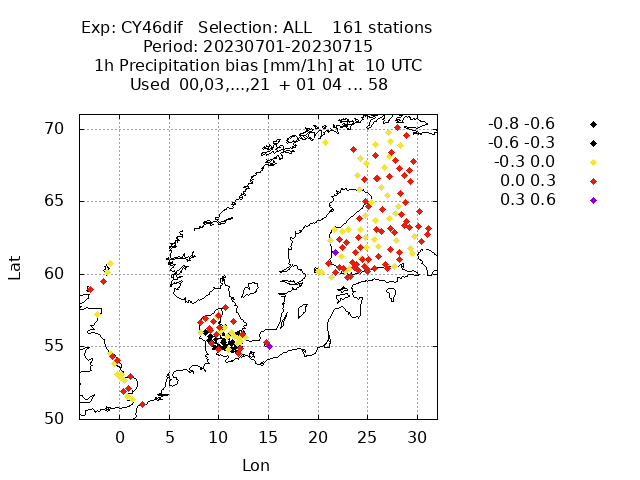 Exp: CY46dif   Selection: ALL    161 stations
Period: 20230701-20230715
1h Precipitation bias [mm/1h] at  10 UTC
Used  00,03,...,21  + 01 04 ... 58
70
65
60
55
50
Lat
0 5 10 15 20 25 30
Lon
-0.8 -0.6
-0.6 -0.3
-0.3 0.0
0.0 0.3
0.3 0.6